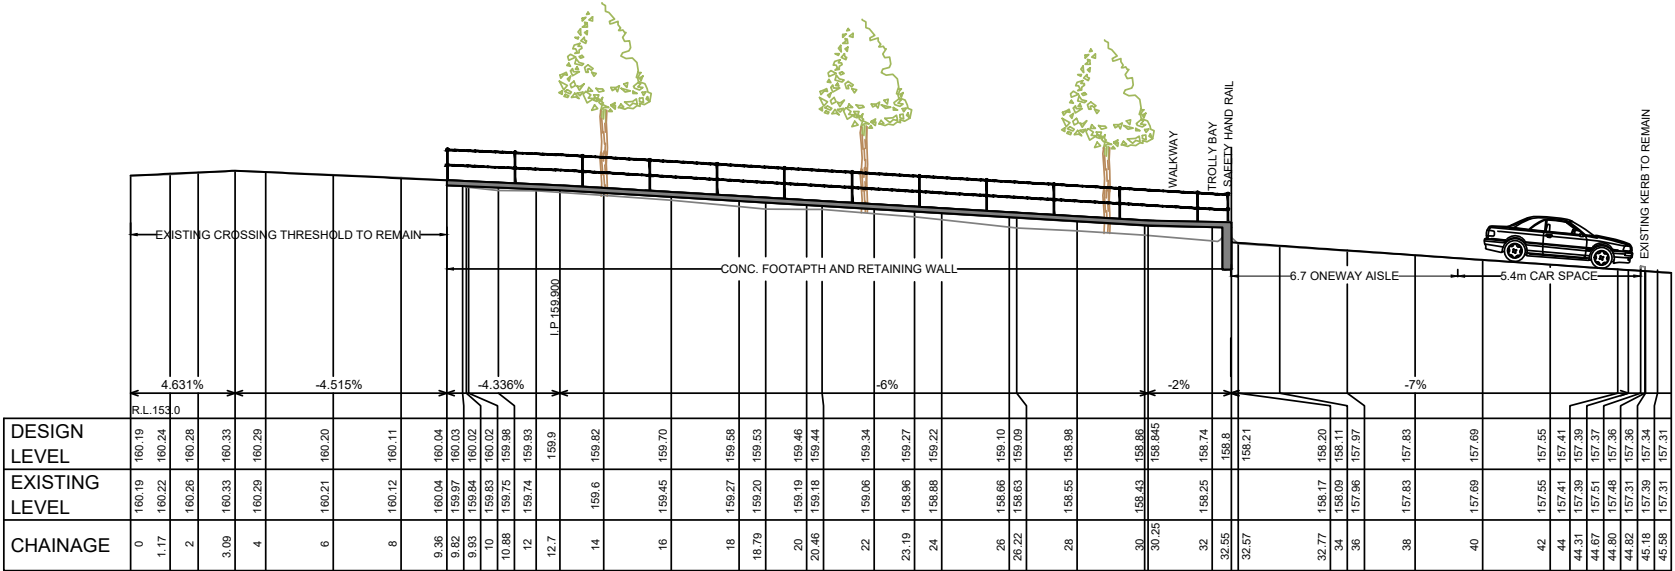 WALKWAY
TROLLY BAY
SAFETY HAND RAIL
EXISTING KERB TO REMAIN
EXISTING CROSSING THRESHOLD TO REMAIN
CONC. FOOTAPTH AND RETAINING WALL
6.7 ONEWAY AISLE
5.4m CAR SPACE
I.P 159.900
4.631%
-4.515%
-4.336%
-6%
-2%
-7%
R.L.153.0
DESIGN LEVEL 160.19 160.24 160.28 160.33 160.29 160.20 160.11 160.04 160.03 160.02 160.02 159.98 159.93 159.9 159.82 159.70 159.58 159.53 159.46 159.44 159.34 159.27 159.22 159.10 159.09 158.98 158.86 158.845 158.74 158.8 158.21 158.20 158.11 157.97 157.83 157.69 157.55 157.41 157.39 157.37 157.36 157.36 157.34 157.31
EXISTING LEVEL 160.19 160.22 160.26 160.33 160.29 160.21 160.12 160.04 159.97 159.84 159.83 159.75 159.74 159.6 159.45 159.27 159.20 159.19 159.18 159.06 158.96 158.88 158.66 158.63 158.55 158.43 158.25 158.17 158.09 157.96 157.83 157.69 157.55 157.41 157.39 157.51 157.48 157.31 157.39 157.31
CHAINAGE 0 1.17 2 3.09 4 6 8 9.36 9.82 9.93 10 10.88 12 12.7 14 16 18 18.79 20 20.46 22 23.19 24 26 26.22 28 30 30.25 32 32.55 32.57 32.77 34 36 38 40 42 44 44.31 44.67 44.80 44.82 45.18 45.58